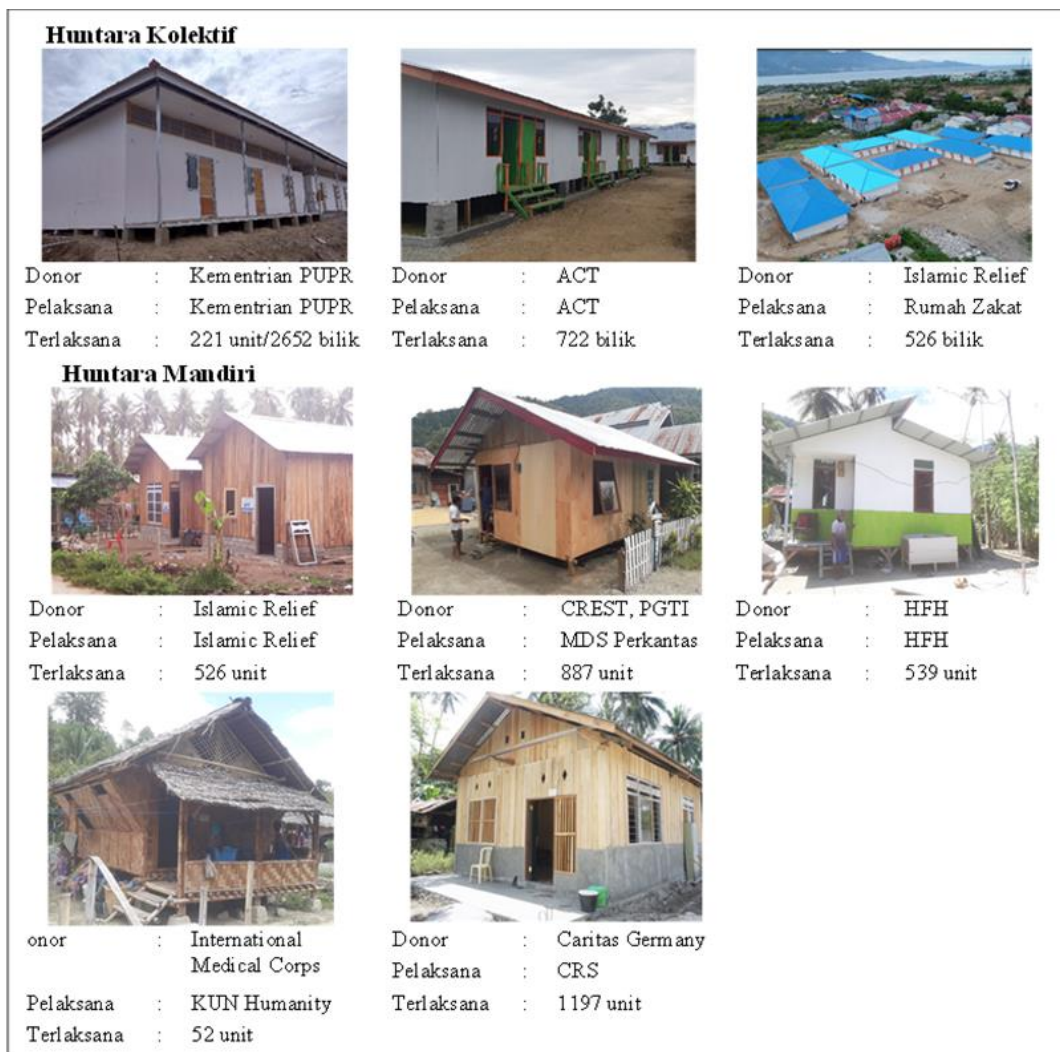 Huntara Kolektif
Donor : Kementrian PUPR
Pelaksana : Kementrian PUPR
Terlaksana : 221 unit/2652 bilik
Donor : ACT
Pelaksana : ACT
Terlaksana : 722 bilik
Donor : Islamic Relief
Pelaksana : Rumah Zakat
Terlaksana : 526 bilik
Huntara Mandiri
Donor : Islamic Relief
Pelaksana : Islamic Relief
Terlaksana : 526 unit
Donor : CREST, PGTI
Pelaksana : MDS Perkantas
Terlaksana : 887 unit
Donor : HFH
Pelaksana : HFH
Terlaksana : 539 unit
onor : International
Medical Corps
Pelaksana : KUN Humanity
Terlaksana : 52 unit
Donor : Caritas Germany
Pelaksana : CRS
Terlaksana : 1197 unit